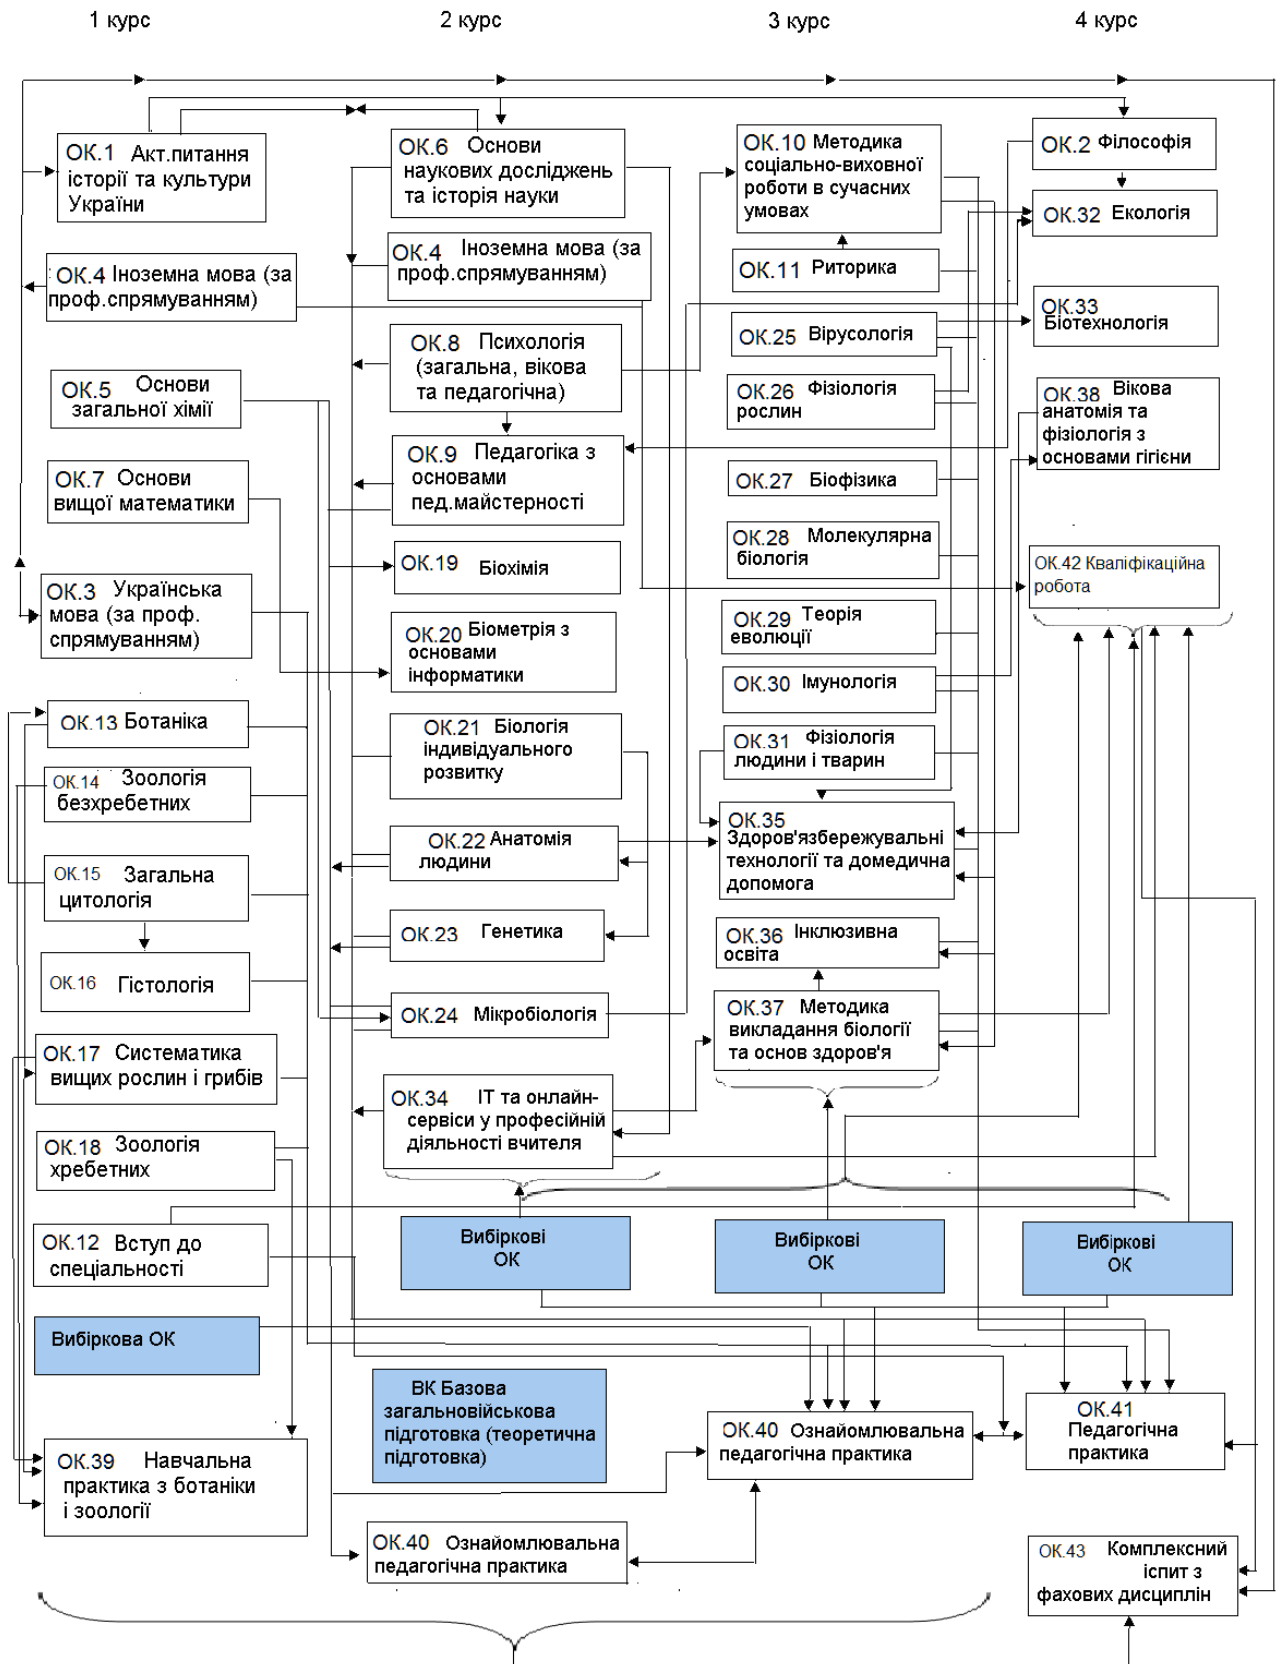 1 курс
2 курс
3 курс
4 курс
ОК.1 Акт.питання
історії та культури
України
ОК.4 Іноземна мова (за
проф.спрямуванням)
ОК.5 Основи
загальної хімії
ОК.7 Основи
вищої математики
ОК.3 Українська
мова (за проф.
спрямуванням)
ОК.13 Ботаніка
ОК.14 Зоологія
безхребетних
ОК.15 Загальна
цитологія
ОК.16 Гістологія
ОК.17 Систематика
вищих рослин і грибів
ОК.18 Зоологія
хребетних
ОК.12 Вступ до
спеціальності
Вибіркова ОК
ОК.39 Навчальна
практика з ботаніки
і зоології
ОК.6 Основи
наукових досліджень
та історія науки
ОК.4 Іноземна мова (за
проф.спрямуванням)
ОК.8 Психологія
(загальна, вікова
та педагогічна)
ОК.9 Педагогіка з
основами
пед.майстерності
ОК.19 Біохімія
ОК.20 Біометрія з
основами
інформатики
ОК.21 Біологія
індивідуального
розвитку
ОК.22 Анатомія
людини
ОК.23 Генетика
ОК.24 Мікробіологія
ОК.34 ІТ та онлайн-
сервіси у професійній
діяльності вчителя
Вибіркові
ОК
ВК Базова
загальновійськова
підготовка (теоретична
підготовка)
ОК.40 Ознайомлювальна
педагогічна практика
ОК.10 Методика
соціально-виховної
роботи в сучасних
умовах
ОК.11 Риторика
ОК.25 Вірусологія
ОК.26 Фізіологія
рослин
ОК.27 Біофізика
ОК.28 Молекулярна
біологія
ОК.29 Теорія
еволюції
ОК.30 Імунологія
ОК.31 Фізіологія
людини і тварин
ОК.35
Здоров'язбережувальні
технології та домедична
допомога
ОК.36 Інклюзивна
освіта
ОК.37 Методика
викладання біології
та основ здоров'я
Вибіркові
ОК
ОК.40 Ознайомлювальна
педагогічна практика
ОК.2 Філософія
ОК.32 Екологія
ОК.33
Біотехнологія
ОК.38 Вікова
анатомія та
фізіологія з
основами гігієни
ОК.42 Кваліфікаційна
робота
Вибіркові
ОК
ОК.41
Педагогічна
практика
ОК.43 Комплексний
іспит з
фахових дисциплін